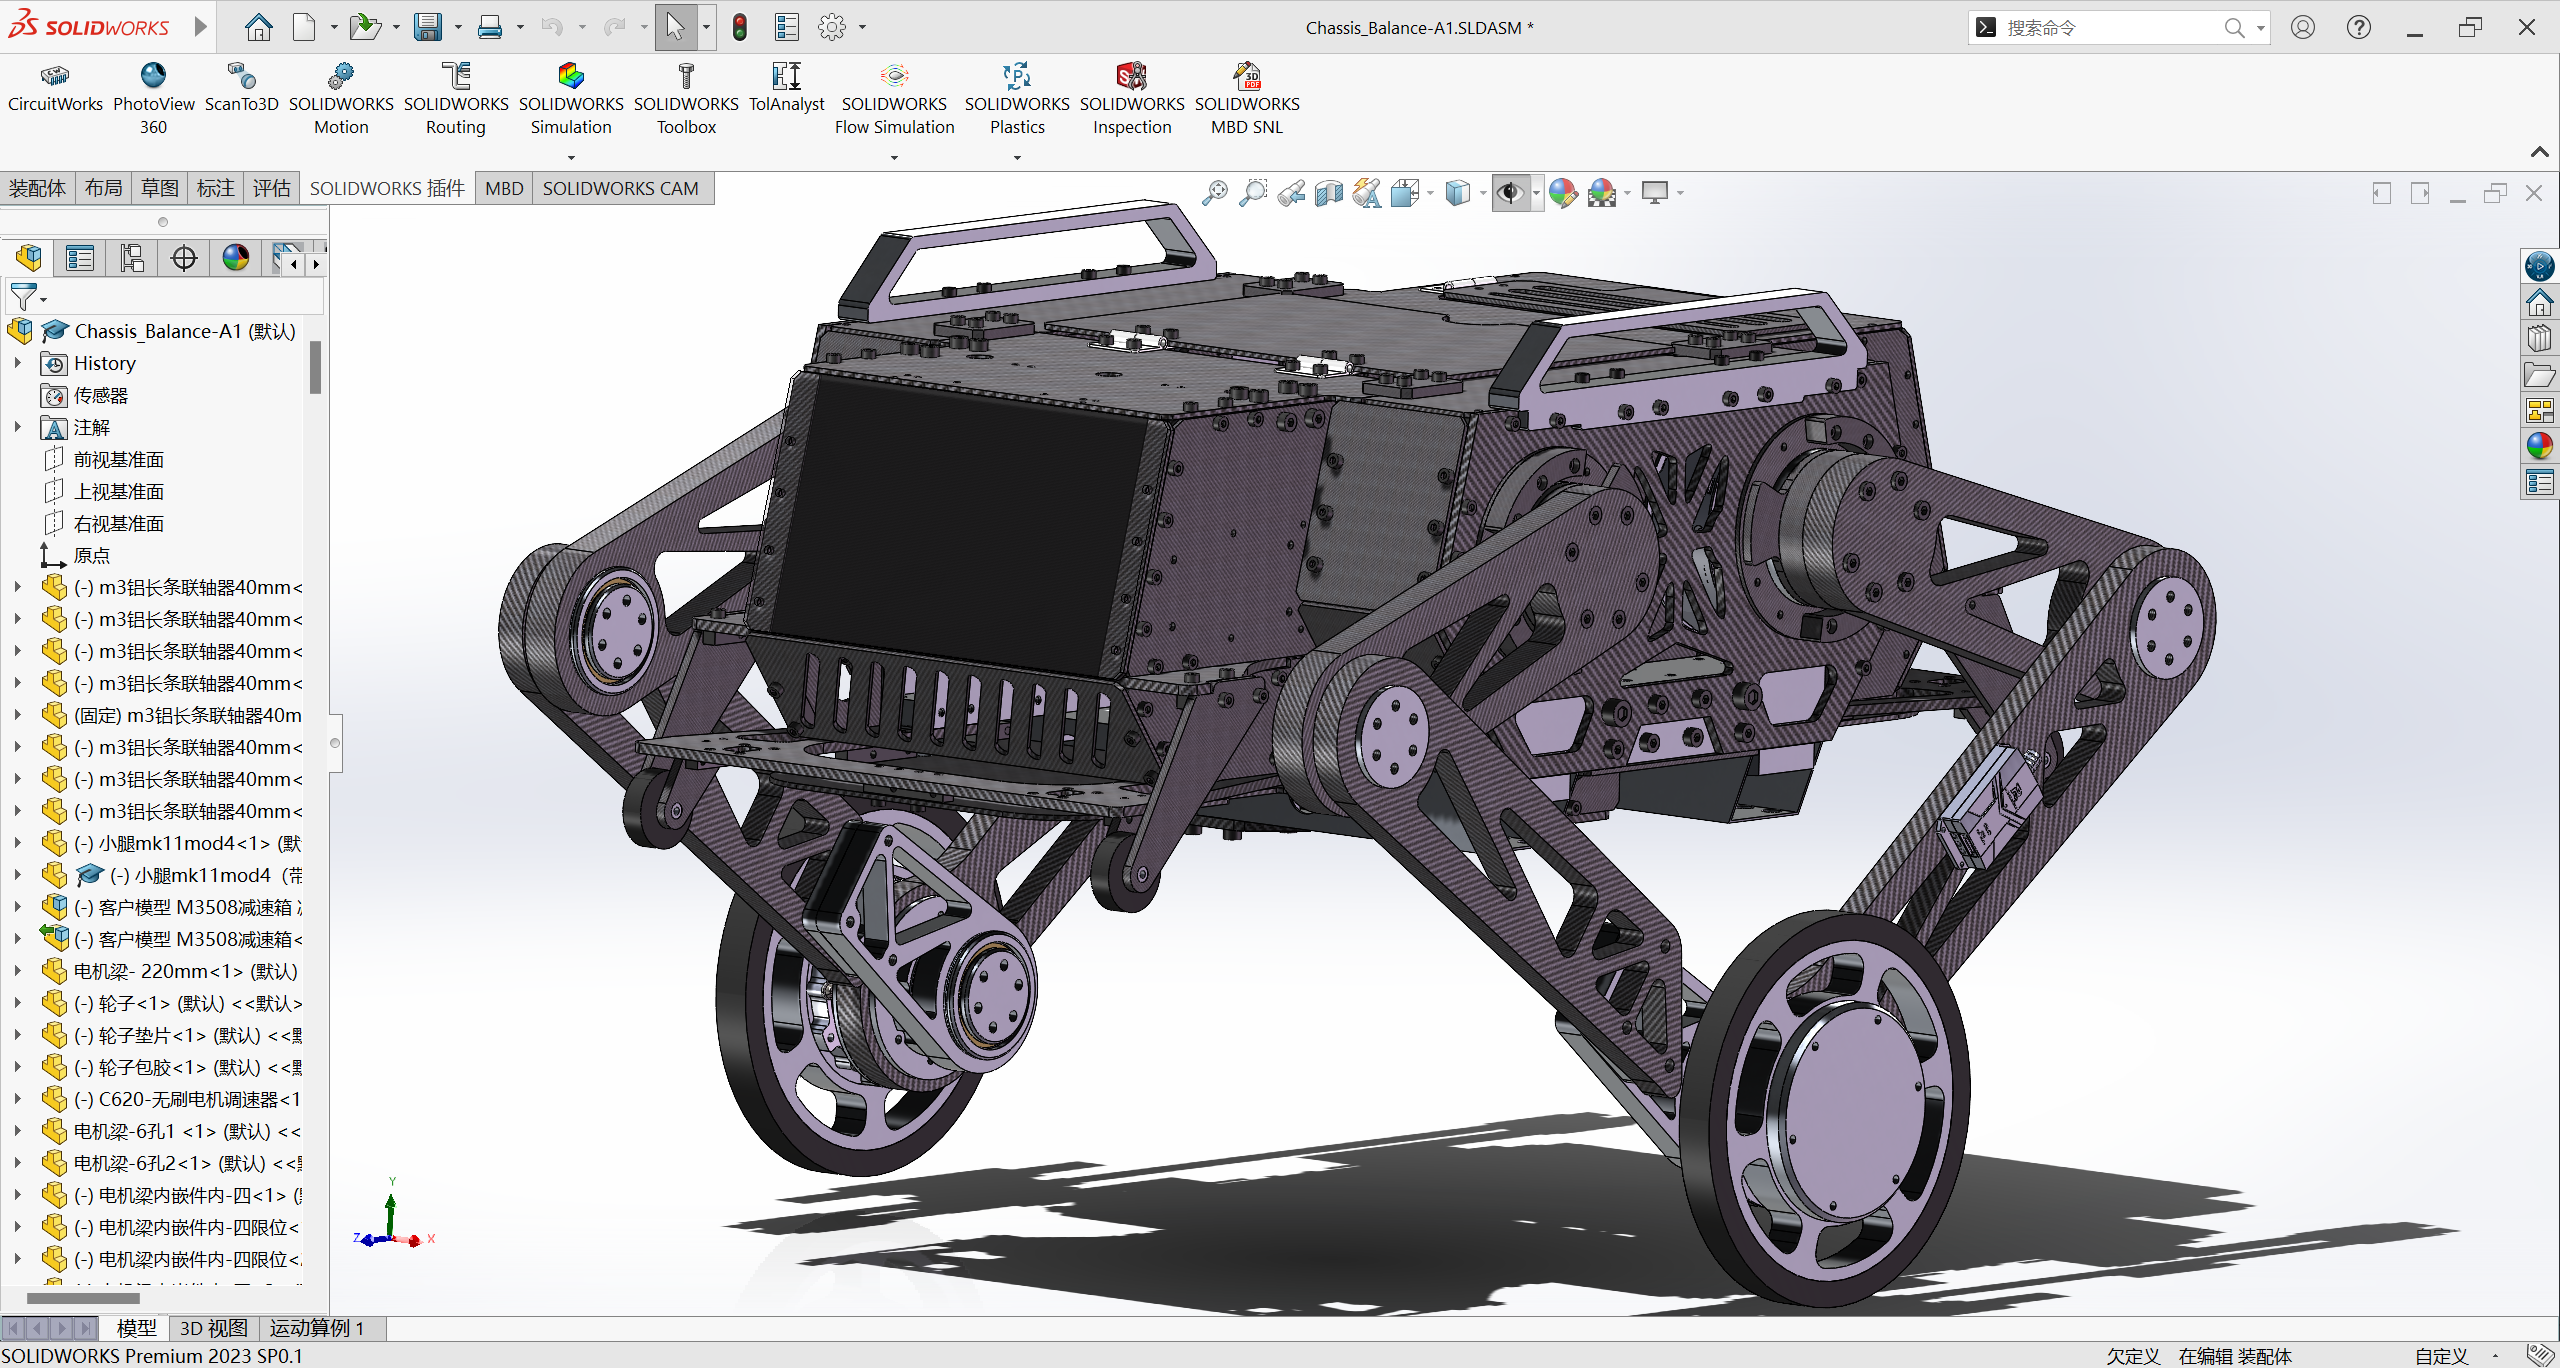 SOLIDWORKS
Chassis_Balance-A1.SLDASM *
搜索命令
CircuitWorks
PhotoView 360
ScanTo3D
SOLIDWORKS Motion
SOLIDWORKS Routing
SOLIDWORKS Simulation
SOLIDWORKS Toolbox
TolAnalyst
SOLIDWORKS Flow Simulation
SOLIDWORKS Plastics
SOLIDWORKS Inspection
SOLIDWORKS MBD SNL
装配体 布局 草图 标注 评估 SOLIDWORKS 插件 MBD SOLIDWORKS CAM
Chassis_Balance-A1 (默认)
History
传感器
注解
前视基准面
上视基准面
右视基准面
原点
(-) m3铝长条联轴器40mm<
(-) m3铝长条联轴器40mm<
(-) m3铝长条联轴器40mm<
(-) m3铝长条联轴器40mm<
(固定) m3铝长条联轴器40m
(-) m3铝长条联轴器40mm<
(-) m3铝长条联轴器40mm<
(-) m3铝长条联轴器40mm<
(-) 小腿mk11mod4<1> (默
(-) 小腿mk11mod4（带
(-) 客户模型 M3508减速箱
(-) 客户模型 M3508减速箱<
电机梁- 220mm<1> (默认)
(-) 轮子<1> (默认) <<默认>
(-) 轮子垫片<1> (默认) <<默
(-) 轮子包胶<1> (默认) <<默
(-) C620-无刷电机调速器<1
电机梁-6孔1 <1> (默认) <<
电机梁-6孔2<1> (默认) <<默
(-) 电机梁内嵌件内-四<1> (
(-) 电机梁内嵌件内-四限位<
(-) 电机梁内嵌件内-四限位<
Y
Z
X
模型 3D 视图 运动算例 1
SOLIDWORKS Premium 2023 SP0.1
欠定义 在编辑 装配体 自定义